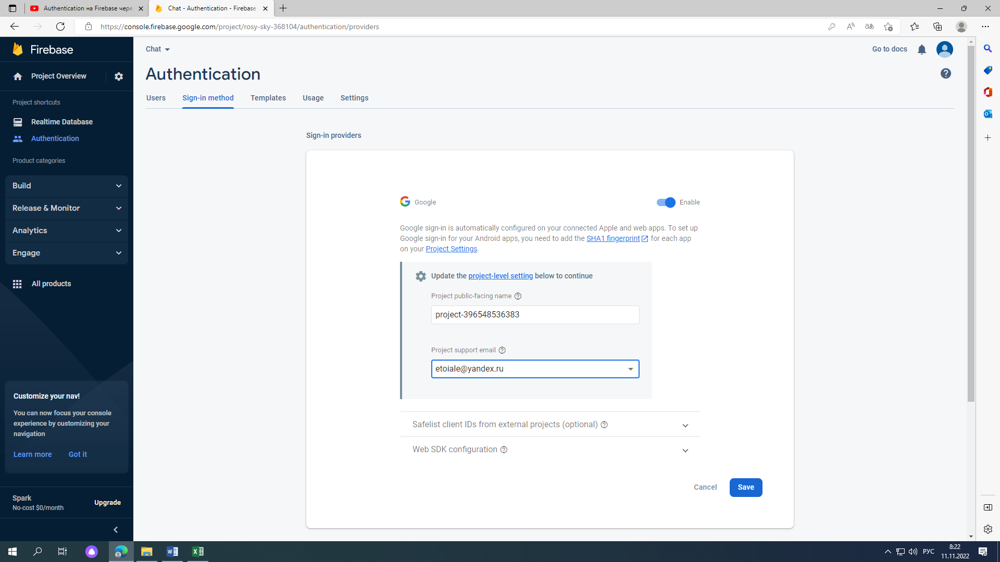 Authentication на Firebase чере
Chat - Authentication - Firebase
https://console.firebase.google.com/project/rosy-sky-368104/authentication/providers
Firebase
Project Overview
Project shortcuts
Realtime Database
Authentication
Product categories
Build
Release & Monitor
Analytics
Engage
All products
Customize your nav!
You can now focus your console
experience by customizing your
navigation
Learn more
Got it
Spark
No-cost $0/month
Upgrade
Chat
Go to docs
Authentication
Users
Sign-in method
Templates
Usage
Settings
Sign-in providers
Google
Enable
Google sign-in is automatically configured on your connected Apple and web apps. To set up
Google sign-in for your Android apps, you need to add the SHA1 fingerprint for each app
on your Project Settings.
Update the project-level setting below to continue
Project public-facing name
project-396548536383
Project support email
etoiale@yandex.ru
Safelist client IDs from external projects (optional)
Web SDK configuration
Cancel
Save
РУС
8:22
11.11.2022